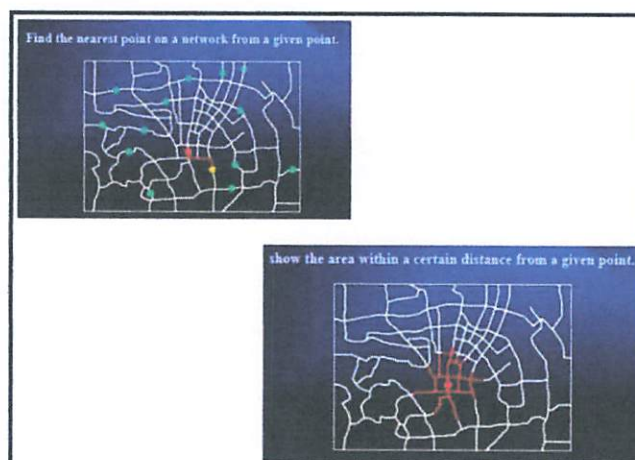 Find the nearest point on a network from a given point.
show the area within a certain distance from a given point.